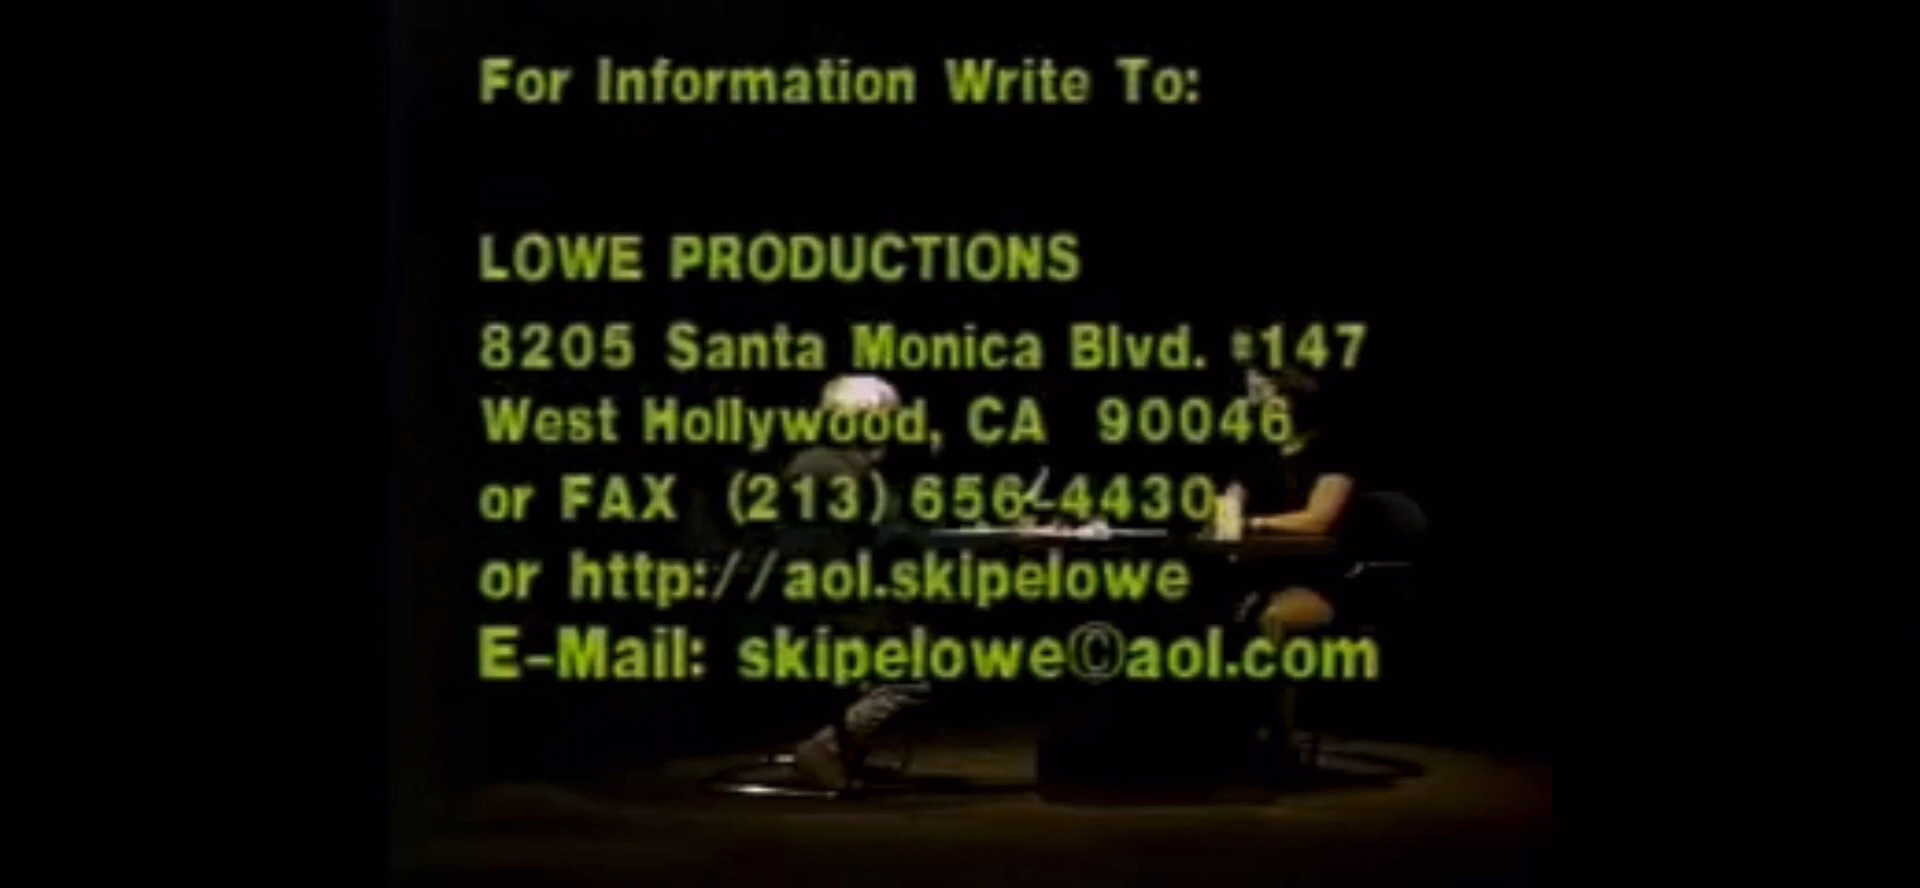 For Information Write To:
LOWE PRODUCTIONS
8205 Santa Monica Blvd. #147
West Hollywood, CA 90046
or FAX (213) 656-4430
or http://aol.skipelowe
E-Mail: skipelowe©aol.com